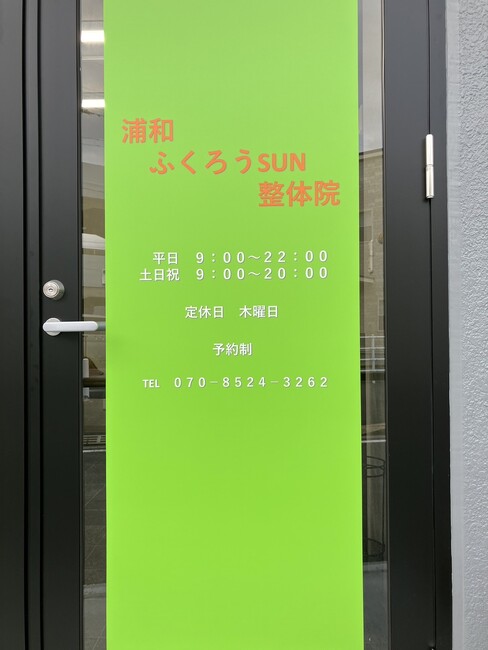 浦和
ふくろうSUN
整体院
平日 9：00～22：00
土日祝 9：00～20：00
定休日 木曜日
予約制
TEL 070－8524－3262